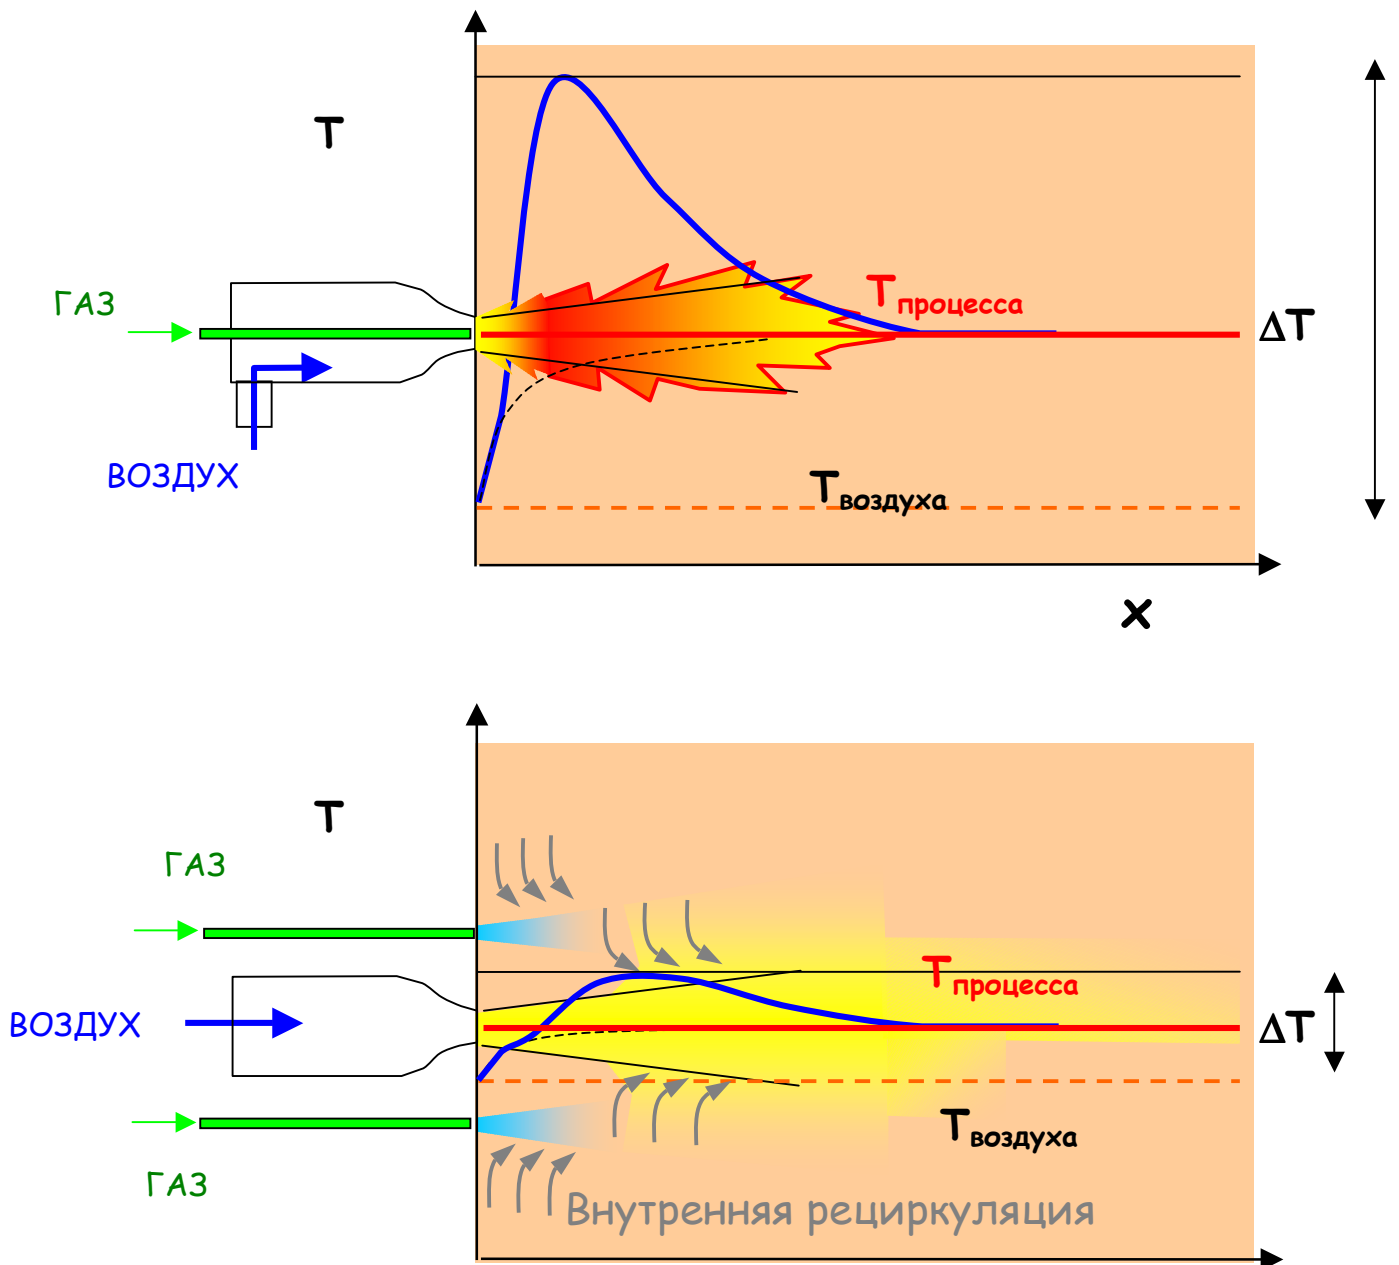 T
ГАЗ
Tпроцесса
ΔT
ВОЗДУХ
Tвоздуха
x
T
ГАЗ
Tпроцесса
ВОЗДУХ
ΔT
Tвоздуха
ГАЗ
Внутренняя рециркуляция